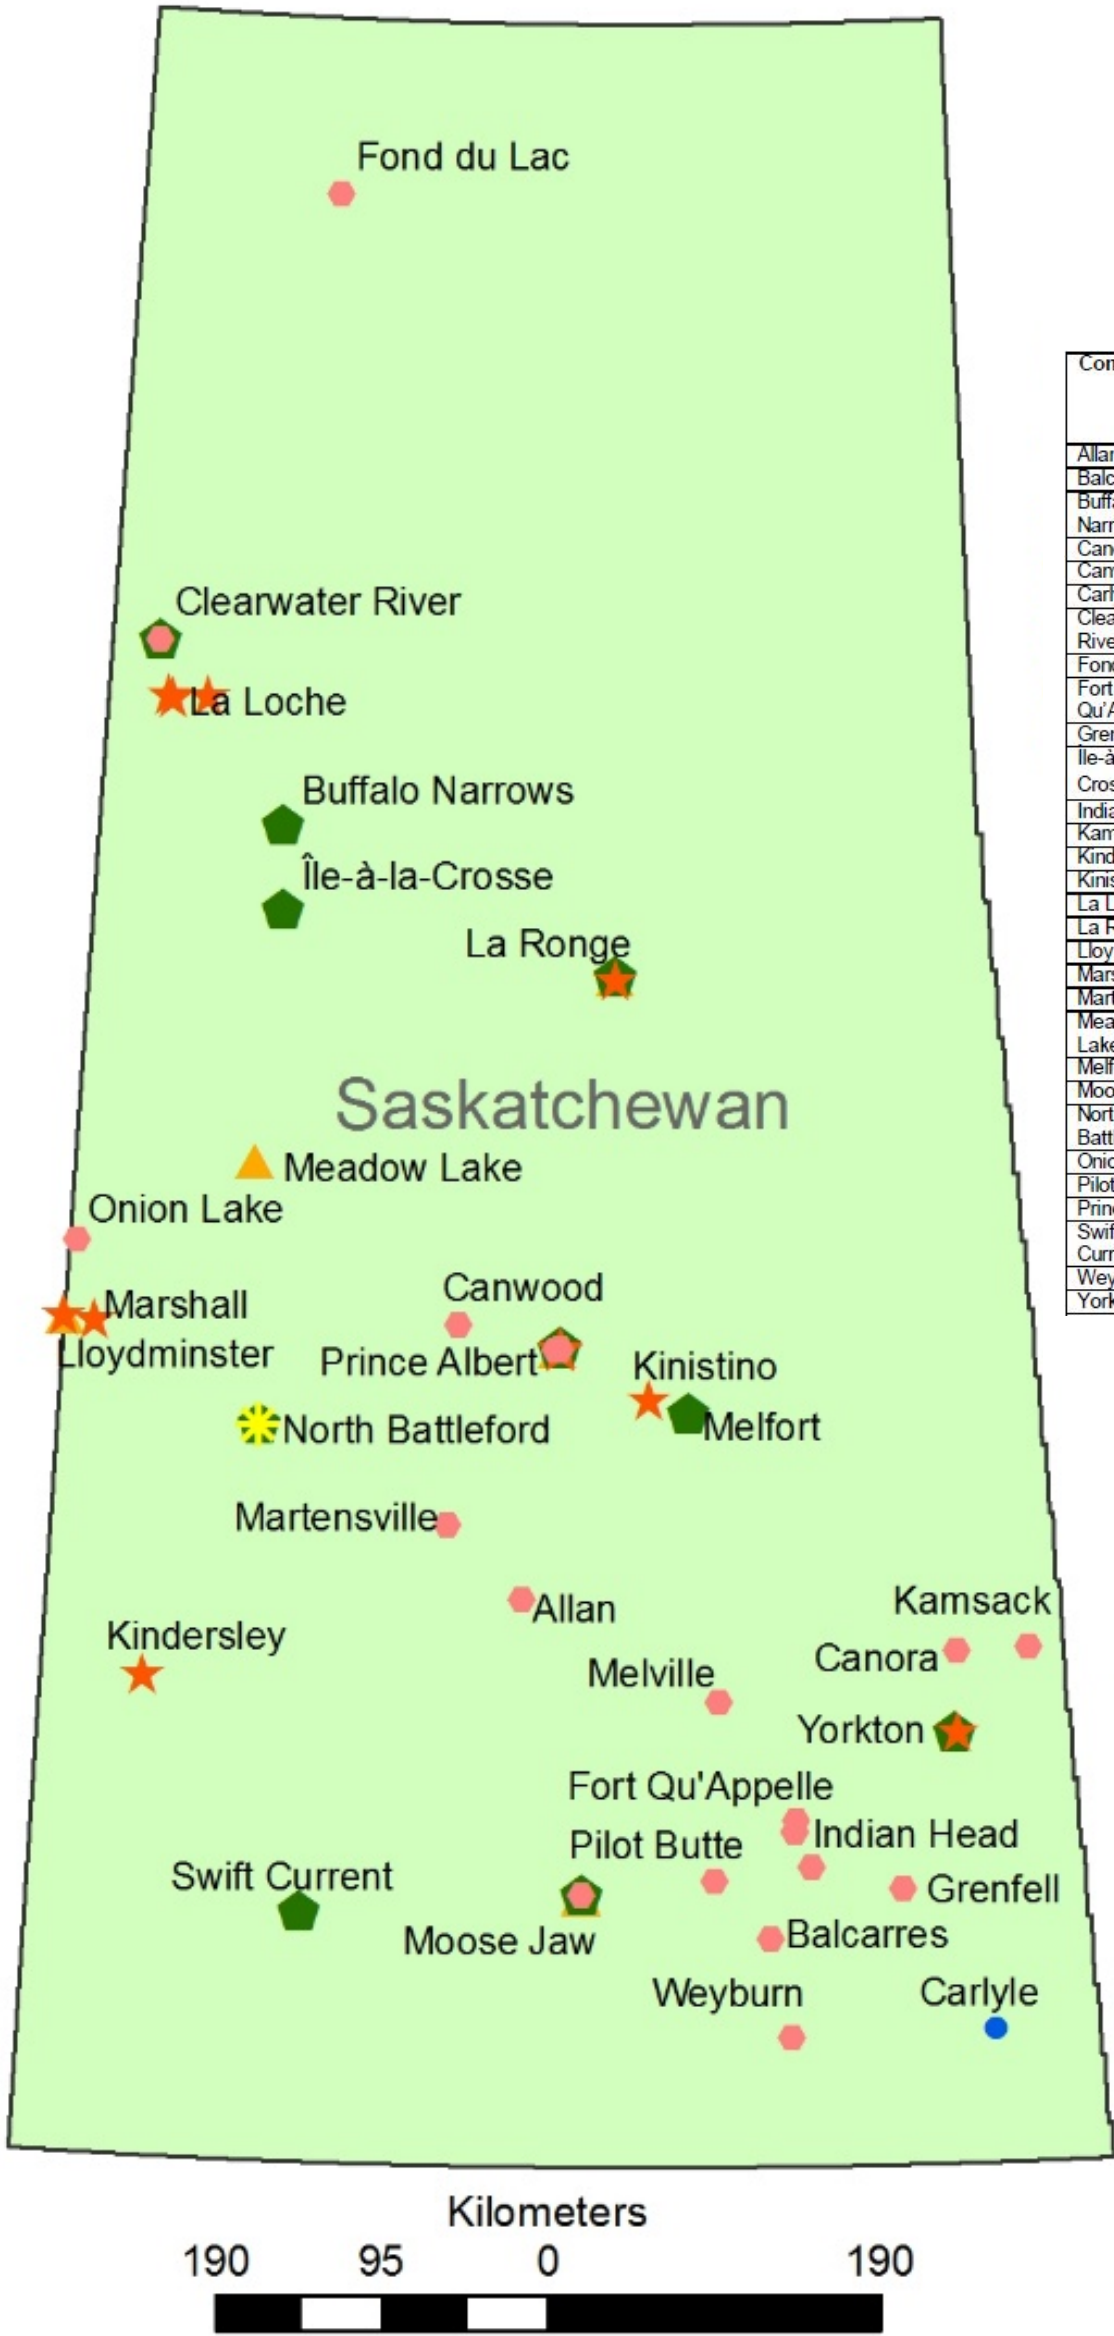 Fond du Lac
Clearwater River
La Loche
Buffalo Narrows
Île-à-la-Crosse
La Ronge
Saskatchewan
Meadow Lake
Onion Lake
Canwood
Marshall
Lloydminster
Prince Albert
Kinistino
Melfort
North Battleford
Martensville
Allan
Kamsack
Kindersley
Canora
Melville
Yorkton
Fort Qu'Appelle
Indian Head
Pilot Butte
Swift Current
Grenfell
Moose Jaw
Balcarres
Weyburn
Carlyle
Kilometers
190 95 0 190